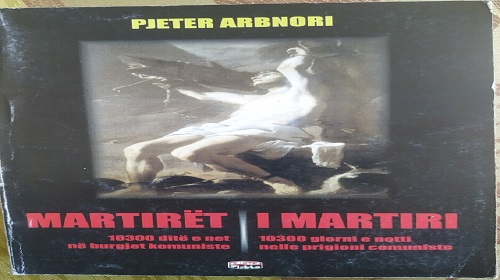 PJETER ARBNORI
MARTIRËT
10300 ditë e net
në burgjet komuniste
I MARTIRI
10300 giorni e notti
nelle prigioni comuniste